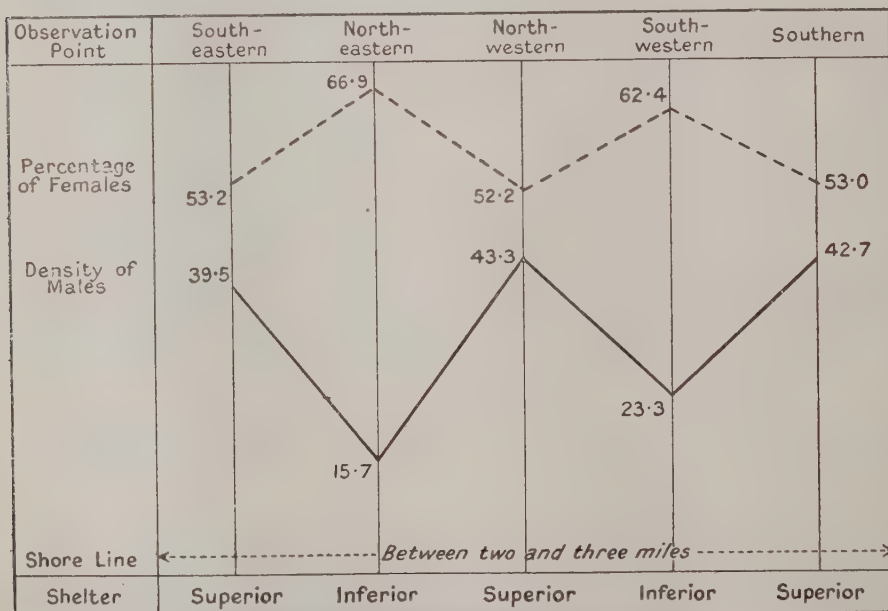 Observation Point
South-eastern
North-eastern
North-western
South-western
Southern
66·9
62·4
Percentage of Females
53·2
52·2
53·0
Density of Males
39·5
43·3
42·7
23·3
15·7
Shore Line
Between two and three miles
Shelter
Superior
Inferior
Superior
Inferior
Superior